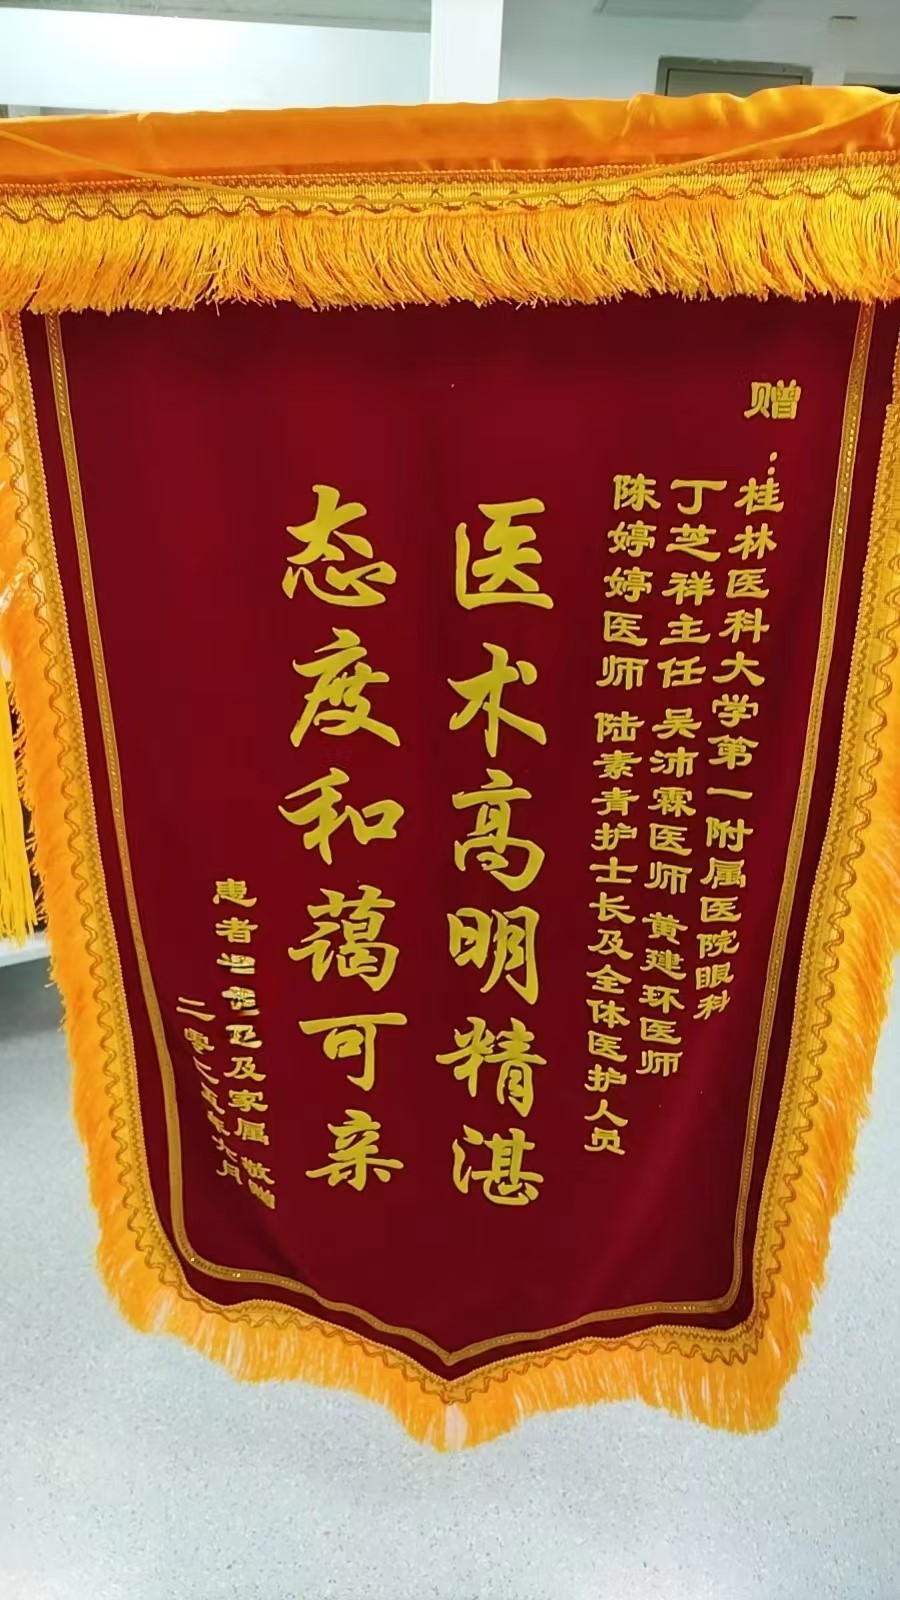 赠：桂林医科大学第一附属医院眼科
丁芝祥主任 吴沛霖医师 黄建环医师
陈婷婷医师 陆素青护士长及全体医护人员
医术高明精湛
态度和蔼可亲
患者及家属 敬赠
二零二五年六月